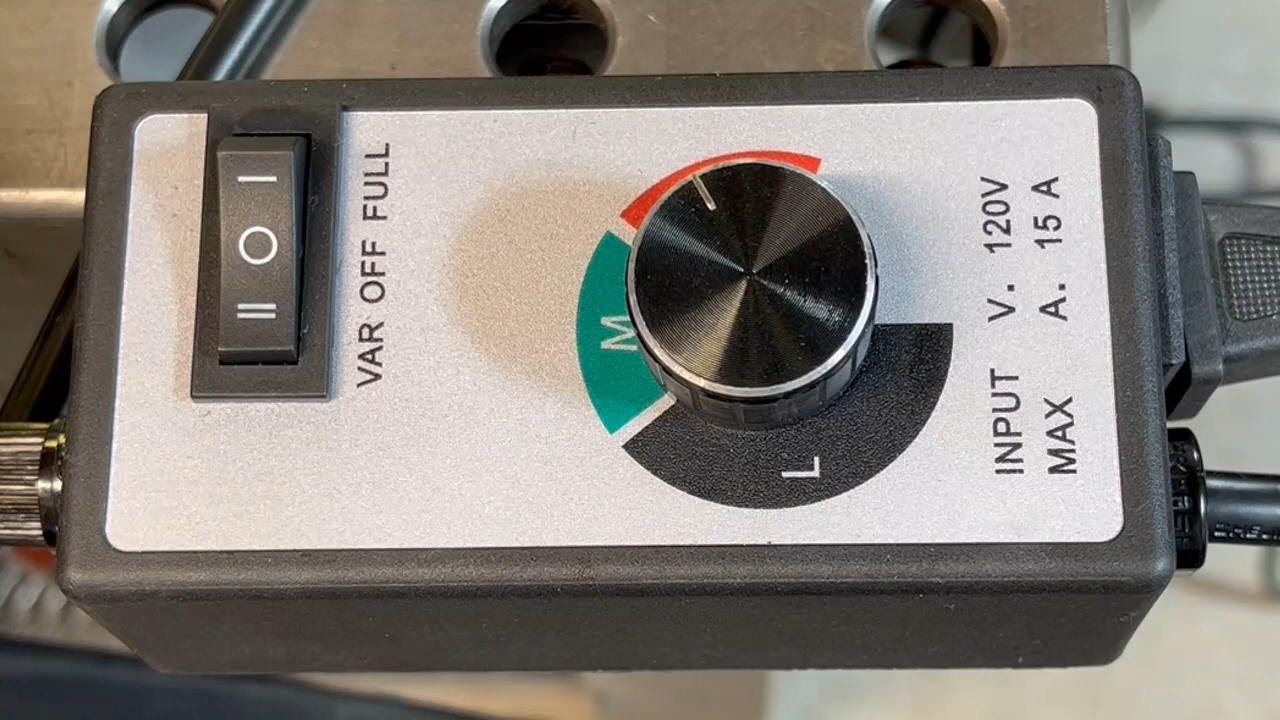 I
O
II
VAR OFF FULL
M
L
INPUT V. 120V
MAX A. 15 A